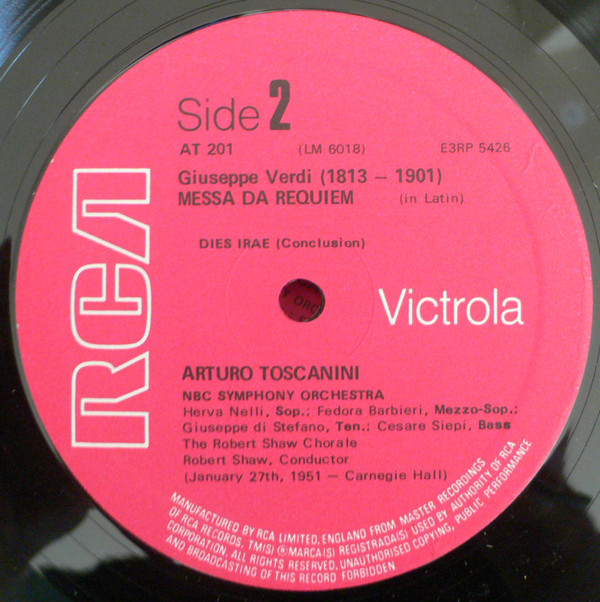 Side 2
AT 201 (LM 6018) E3RP 5426
Giuseppe Verdi (1813 – 1901)
MESSA DA REQUIEM (in Latin)
DIES IRAE (Conclusion)
RCA
Victrola
ARTURO TOSCANINI
NBC SYMPHONY ORCHESTRA
Herva Nelli, Sop.; Fedora Barbieri, Mezzo-Sop.;
Giuseppe di Stefano, Ten.; Cesare Siepi, Bass
The Robert Shaw Chorale
Robert Shaw, Conductor
(January 27th, 1951 – Carnegie Hall)
MANUFACTURED BY RCA LIMITED, ENGLAND FROM MASTER RECORDINGS
OF RCA RECORDS, TM(S) ® MARCA(S) REGISTRADA(S) USED BY AUTHORITY OF RCA
CORPORATION, ALL RIGHTS RESERVED. UNAUTHORISED COPYING, PUBLIC PERFORMANCE
AND BROADCASTING OF THIS RECORD FORBIDDEN